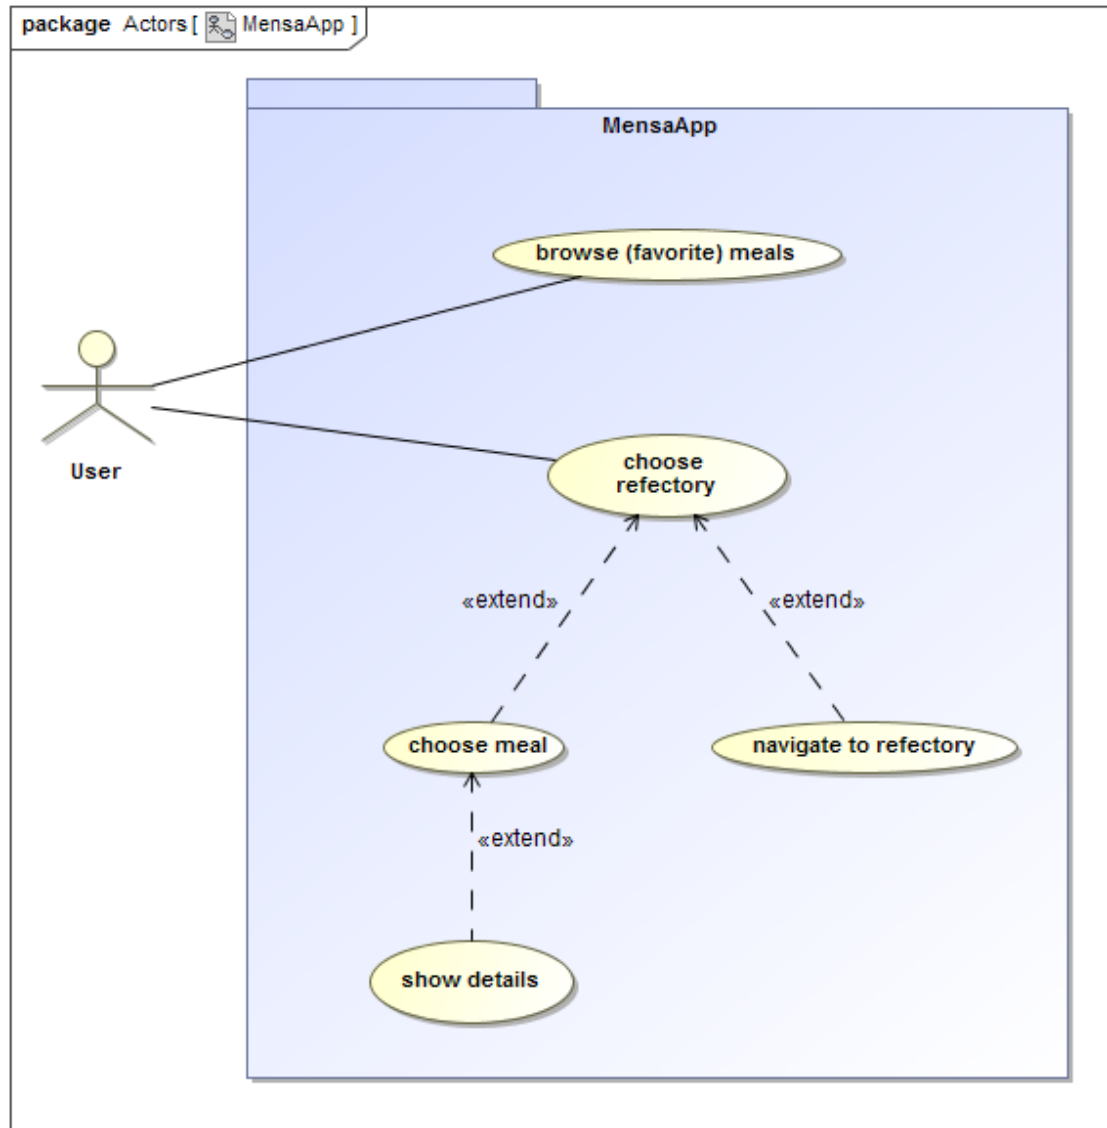 package Actors [ MensaApp ]
MensaApp
browse (favorite) meals
User
choose
refectory
«extend»
«extend»
choose meal
navigate to refectory
«extend»
show details